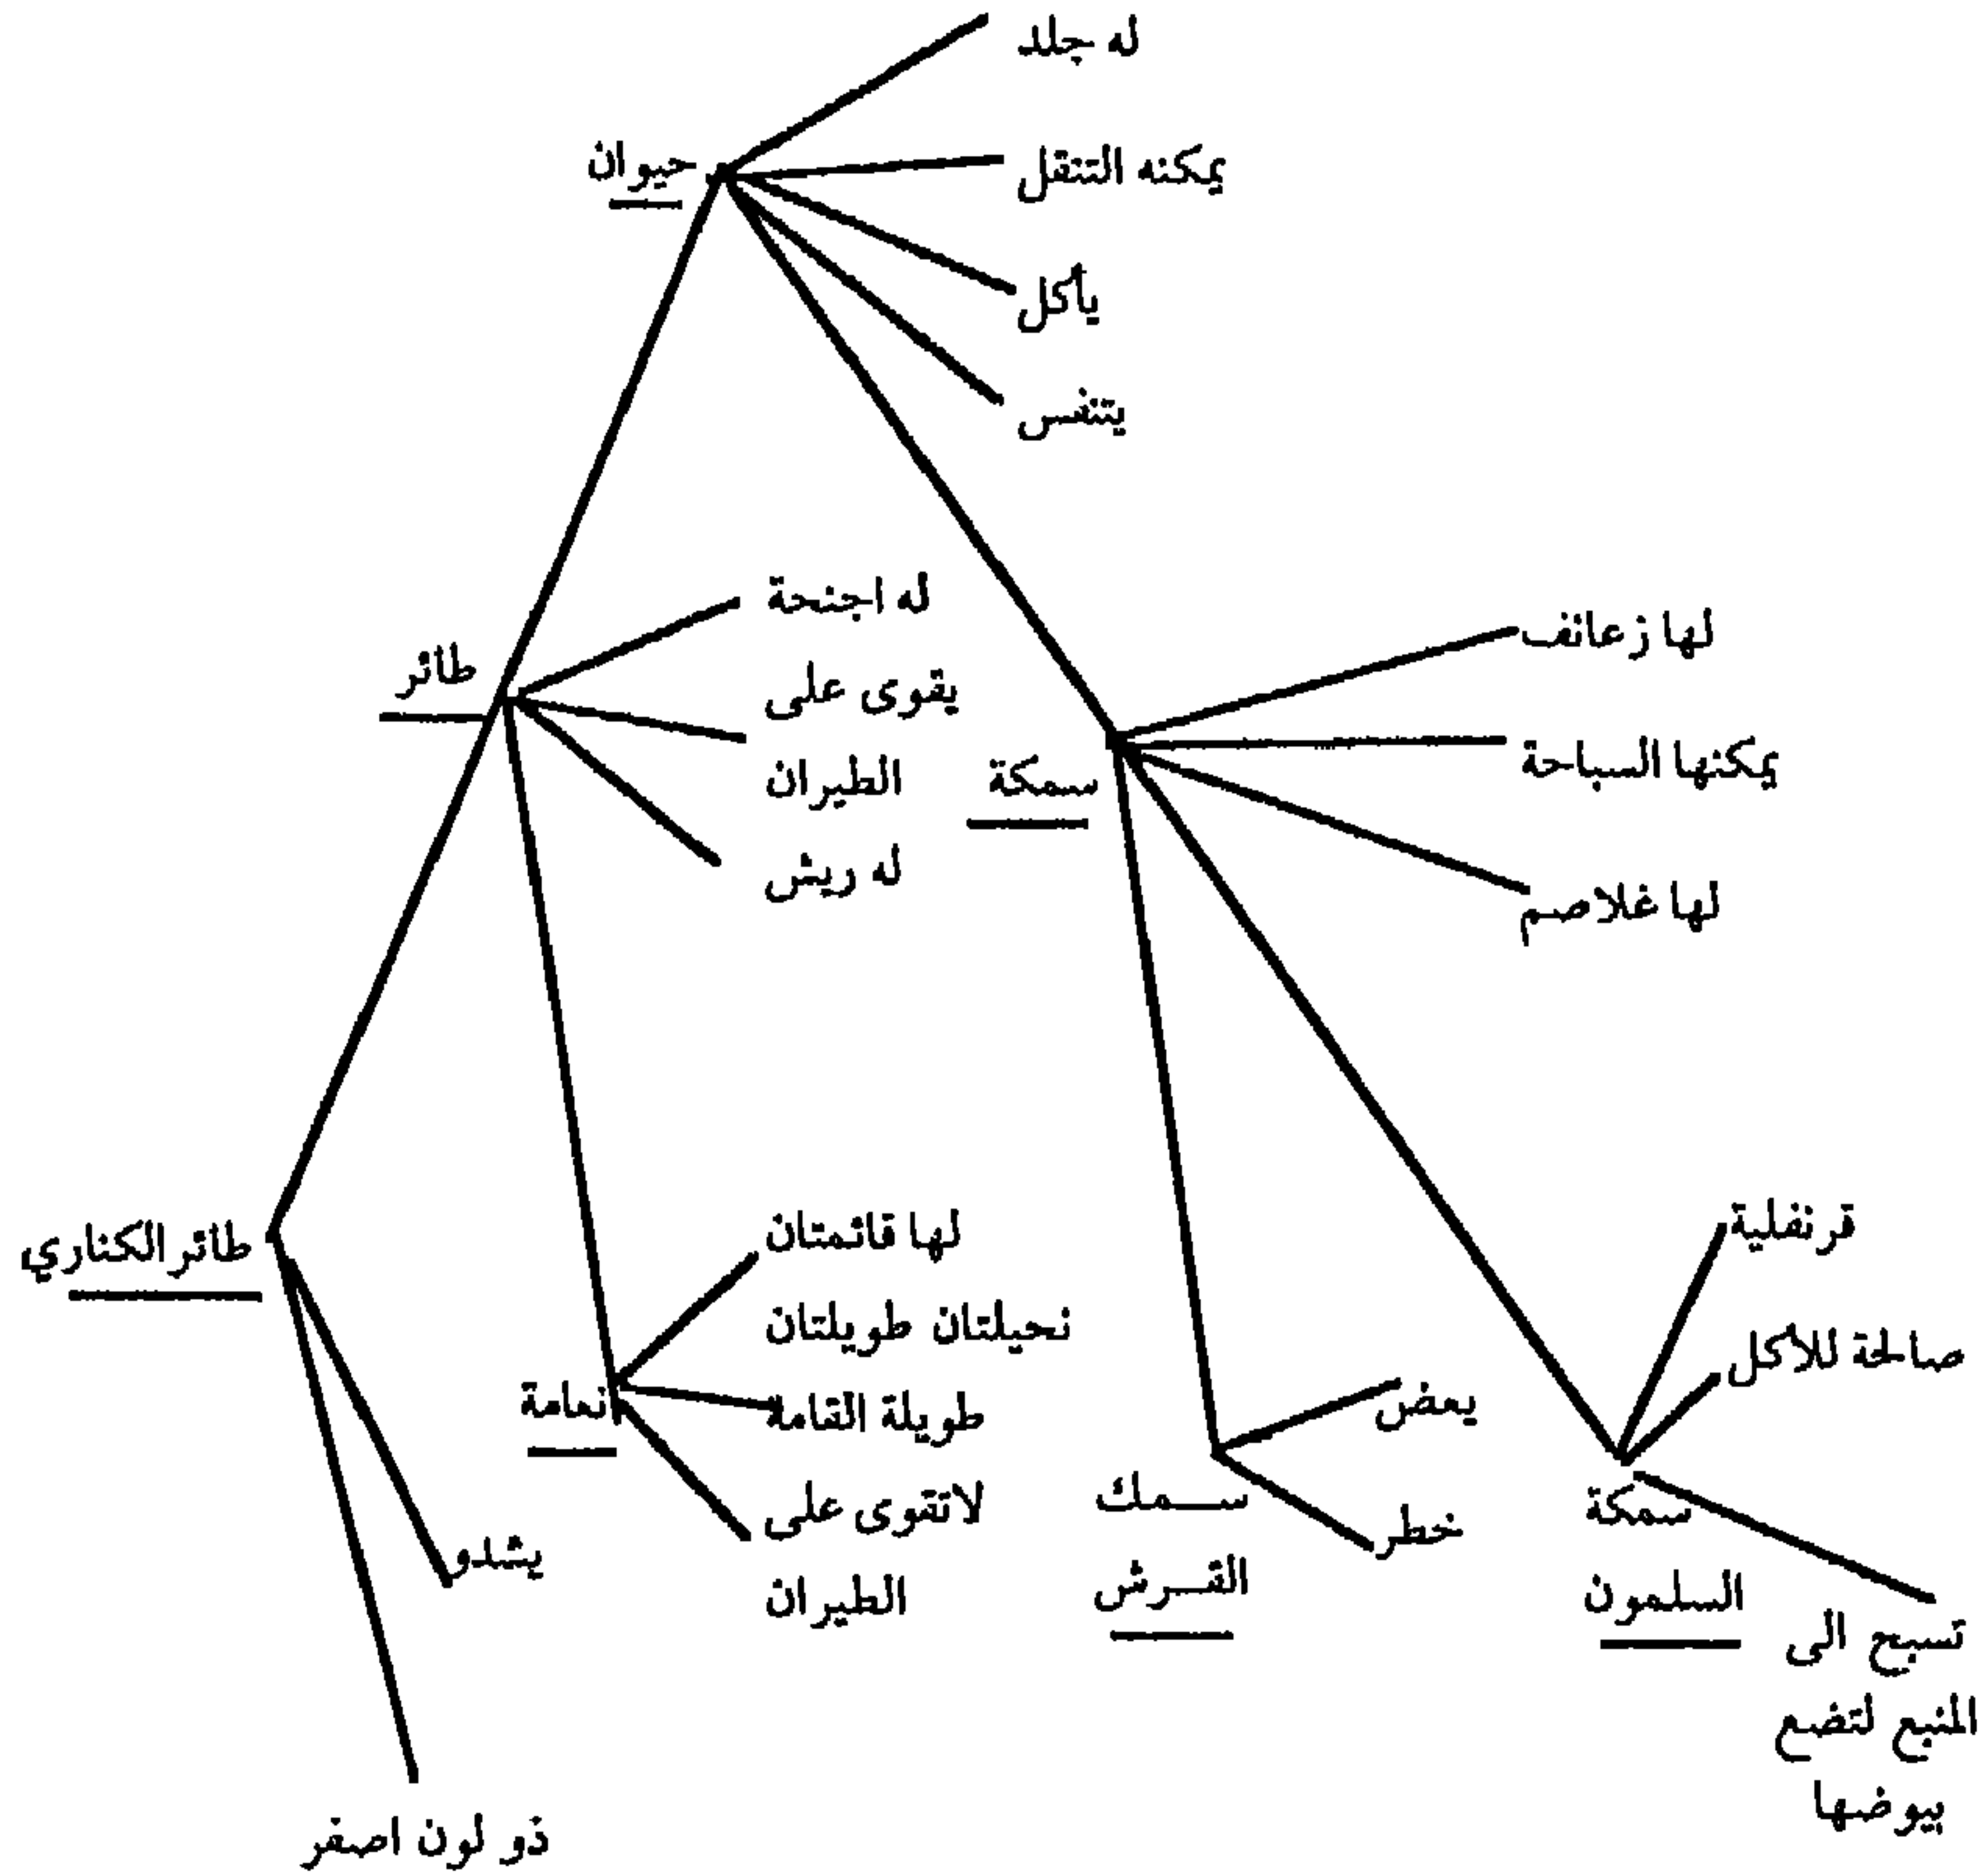 له جلد
حيوان
يمكنه التنقل
يأكل
يتنفس
طائر
له اجنحة
يقوى على
الطيران
له ريش
سمكة
لها زعائف
يمكنها السباحة
لها غلاصم
طائر الكناري
يشدو
ذو لون اصفر
نعامة
لها قائمتان
نحيلتان طويلتان
طويلة القامة
لاتقوى على
الطيران
سمك
القرش
يعض
خطر
سمكة
السلمون
قرنفلية
صالحة للأكل
تسبح الى
المنبع لتضع
بيوضها